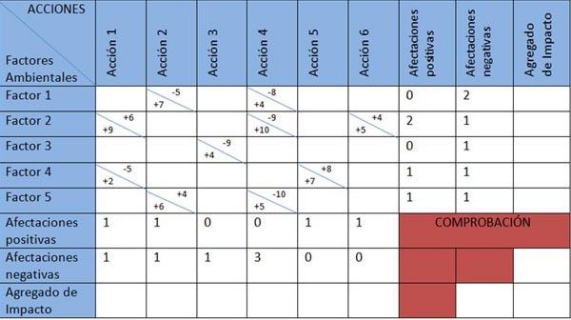 ACCIONES
Factores
Ambientales
Acción 1
Acción 2
Acción 3
Acción 4
Acción 5
Acción 6
Afectaciones
positivas
Afectaciones
negativas
Agregado
de Impacto
Factor 1 -5 +7 -8 +4 0 2
Factor 2 +6 +9 -9 +10 +4 +5 2 1
Factor 3 -9 +4 0 1
Factor 4 -5 +2 +8 +7 1 1
Factor 5 +4 +6 -10 +5 1 1
Afectaciones
positivas 1 1 0 0 1 1 COMPROBACIÓN
Afectaciones
negativas 1 1 1 3 0 0
Agregado de
Impacto